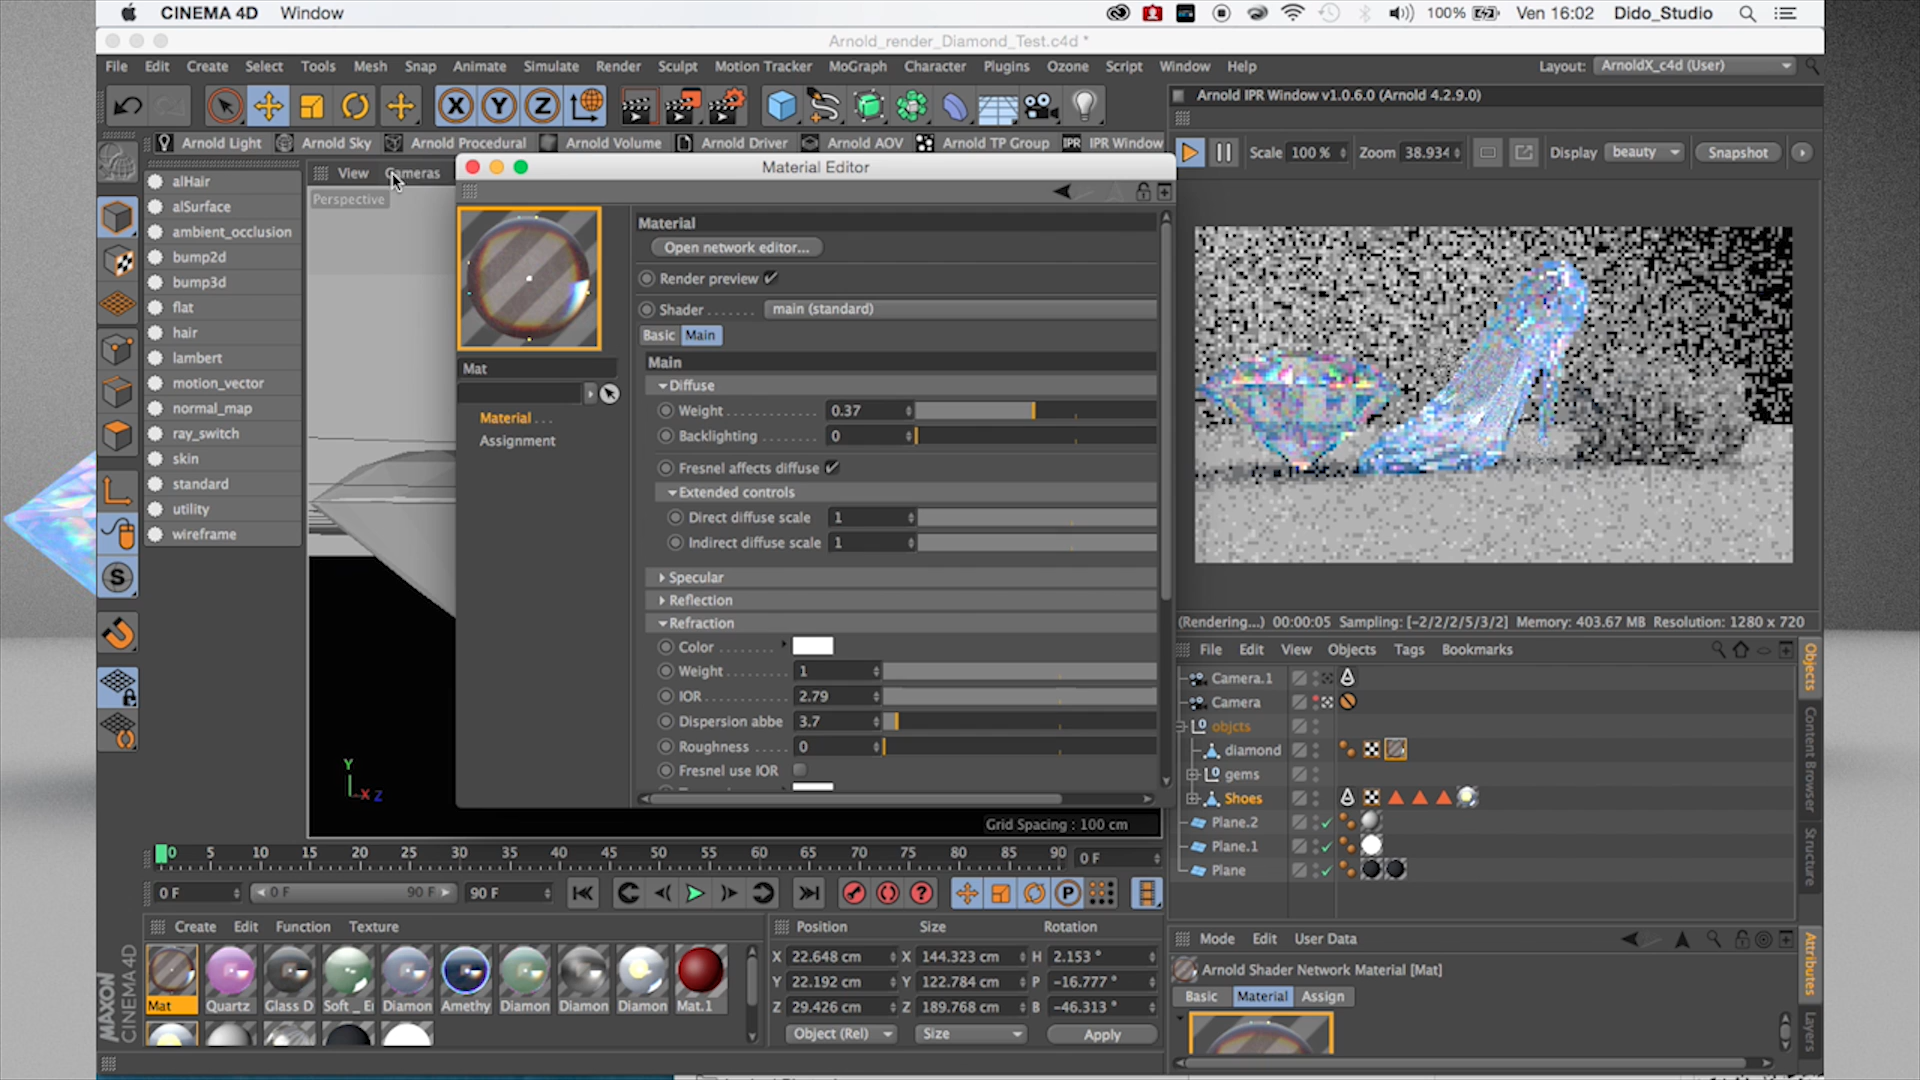 CINEMA 4D Window 100% Ven 16:02 Dido_Studio
Arnold_render_Diamond_Test.c4d *
File Edit Create Select Tools Mesh Snap Animate Simulate Render Sculpt Motion Tracker MoGraph Character Plugins Ozone Script Window Help Layout: ArnoldX_c4d (User)
X Y Z
Arnold IPR Window v1.0.6.0 (Arnold 4.2.9.0)
Arnold Light Arnold Sky Arnold Procedural Arnold Volume Arnold Driver Arnold AOV Arnold TP Group IPR IPR Window
Scale 100 % Zoom 38.934 Display beauty Snapshot
View Cameras
Perspective
alHair
alSurface
ambient_occlusion
bump2d
bump3d
flat
hair
lambert
motion_vector
normal_map
ray_switch
skin
standard
utility
wireframe
S
Material Editor
Mat
Material . . .
Assignment
Material
Open network editor...
Render preview
Shader . . . . . . . main (standard)
Basic Main
Main
Diffuse
Weight . . . . . . . . . . . . 0.37
Backlighting . . . . . . . . 0
Fresnel affects diffuse
Extended controls
Direct diffuse scale 1
Indirect diffuse scale 1
Specular
Reflection
Refraction
Color . . . . . . . .
Weight . . . . . . . 1
IOR . . . . . . . . . . 2.79
Dispersion abbe 3.7
Roughness . . . . . 0
Fresnel use IOR
Y
X Z
Grid Spacing : 100 cm
(Rendering...) 00:00:05 Sampling: [-2/2/2/5/3/2] Memory: 403.67 MB Resolution: 1280 x 720
File Edit View Objects Tags Bookmarks
Camera.1
Camera
objcts
diamond
gems
Shoes
Plane.2
Plane.1
Plane
Objects
Content Browser
Structure
0 5 10 15 20 25 30 35 40 45 50 55 60 65 70 75 80 85 90 0 F
0 F 0 F 90 F 90 F
P
Create Edit Function Texture
Mat Quartz Glass D Soft _ Ei Diamon Amethy Diamon Diamon Diamon Mat.1
MAXON
CINEMA 4D
Position Size Rotation
X 22.648 cm X 144.323 cm H 2.153 °
Y 22.192 cm Y 122.784 cm P -16.777 °
Z 29.426 cm Z 189.768 cm B -46.313 °
Object (Rel) Size Apply
Mode Edit User Data
Arnold Shader Network Material [Mat]
Basic Material Assign
Attributes
Layers